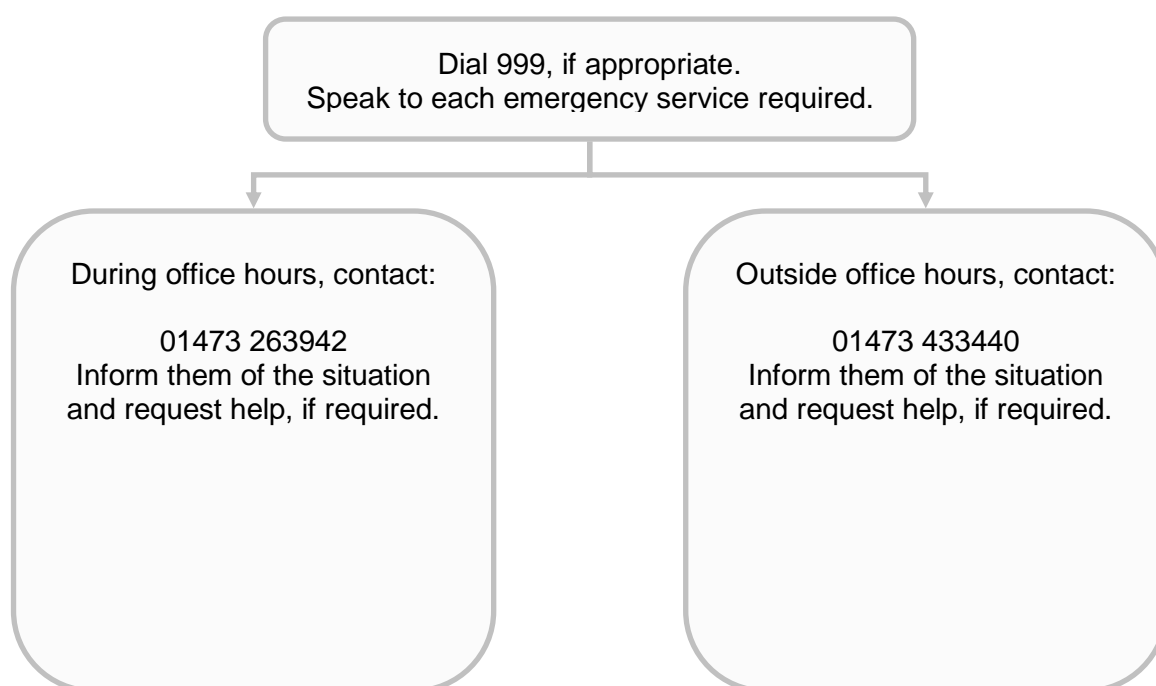 Dial 999, if appropriate.
Speak to each emergency service required.
During office hours, contact:
01473 263942
Inform them of the situation
and request help, if required.
Outside office hours, contact:
01473 433440
Inform them of the situation
and request help, if required.